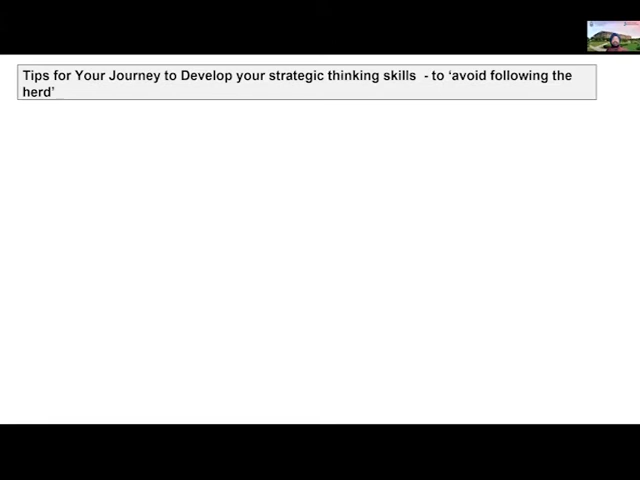 Tips for Your Journey to Develop your strategic thinking skills  - to ‘avoid following the
herd’